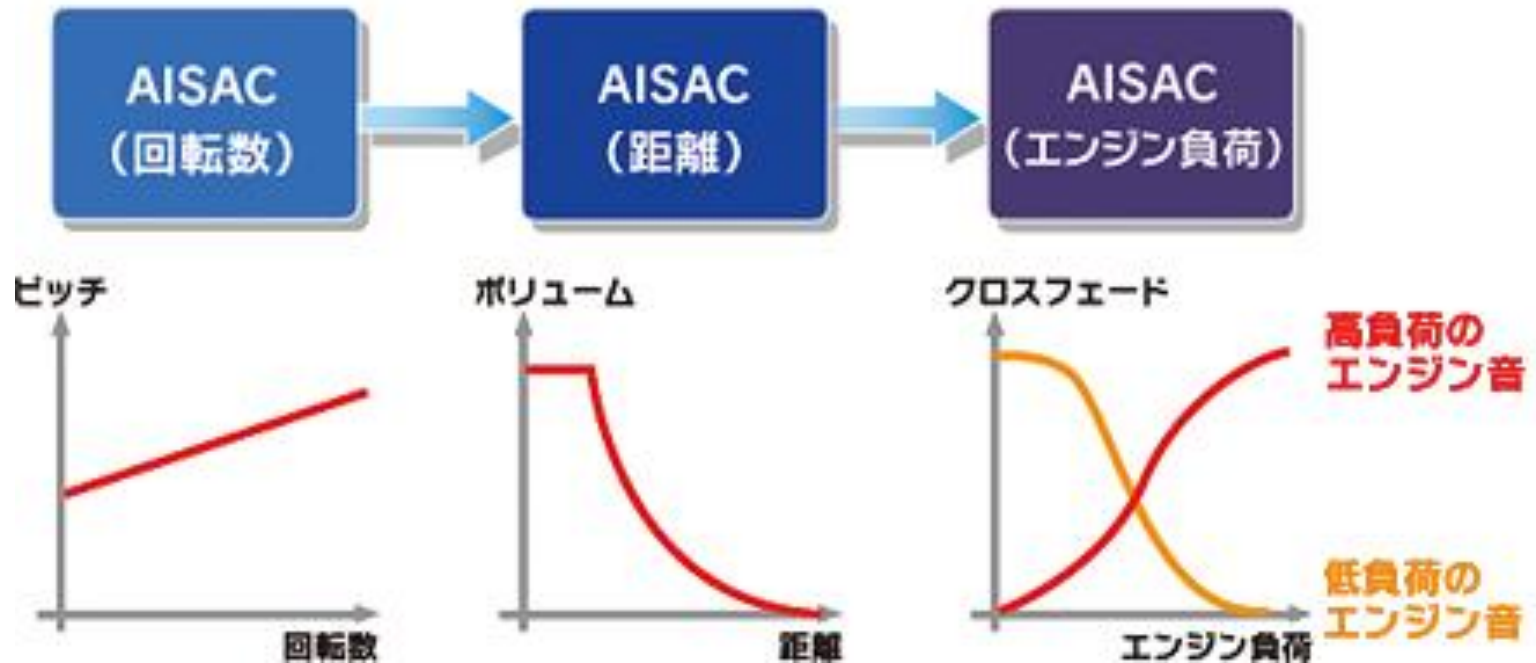 AISAC
(回転数)
AISAC
(距離)
AISAC
(エンジン負荷)
ピッチ
回転数
ボリューム
距離
クロスフェード
高負荷の
エンジン音
低負荷の
エンジン音
エンジン負荷